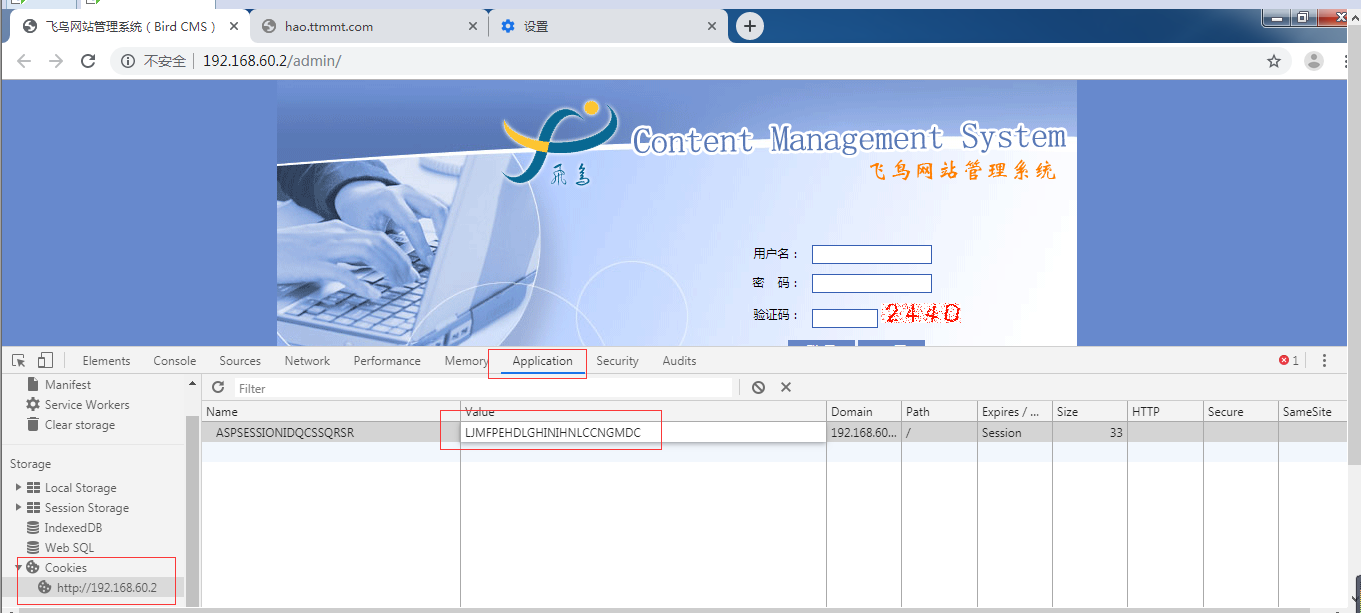 飞鸟网站管理系统（Bird CMS）
hao.ttmmt.com
设置
不安全 192.168.60.2/admin/
Content Management System
飞鸟网站管理系统
飛鸟
用户名：
密 码：
验证码： 2440
Elements Console Sources Network Performance Memory Application Security Audits 1
Manifest
Service Workers
Clear storage
Storage
Local Storage
Session Storage
IndexedDB
Web SQL
Cookies
http://192.168.60.2
Filter
Name Value Domain Path Expires / ... Size HTTP Secure SameSite
ASPSESSIONIDQCSSQRSR LJMFPEHDLGHINIHNLCCNGMDC 192.168.60... / Session 33